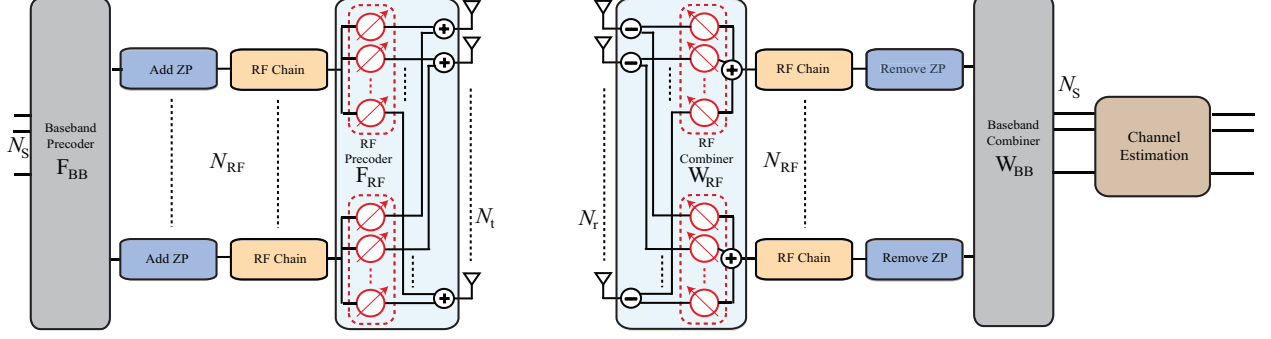 N_S
Baseband
Precoder
F_BB
Add ZP
RF Chain
N_RF
Add ZP
RF Chain
RF
Precoder
F_RF
N_t
N_r
RF
Combiner
W_RF
RF Chain
Remove ZP
N_RF
RF Chain
Remove ZP
Baseband
Combiner
W_BB
N_S
Channel
Estimation